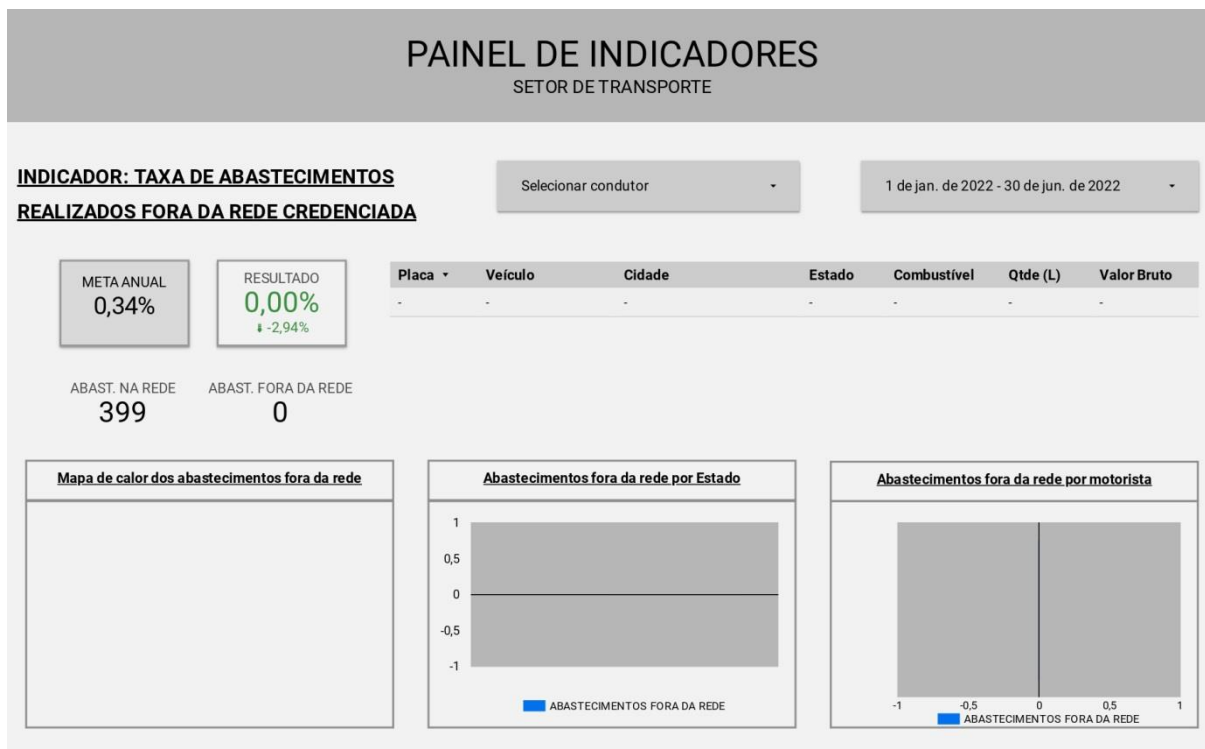 PAINEL DE INDICADORES
SETOR DE TRANSPORTE
INDICADOR: TAXA DE ABASTECIMENTOS
REALIZADOS FORA DA REDE CREDENCIADA
Selecionar condutor
1 de jan. de 2022 - 30 de jun. de 2022
META ANUAL
0,34%
RESULTADO
0,00%
-2,94%
Placa Veículo Cidade Estado Combustível Qtde (L) Valor Bruto
- - - - - - -
ABAST. NA REDE
399
ABAST. FORA DA REDE
0
Mapa de calor dos abastecimentos fora da rede
Abastecimentos fora da rede por Estado
1
0,5
0
-0,5
-1
ABASTECIMENTOS FORA DA REDE
Abastecimentos fora da rede por motorista
-1 -0,5 0 0,5 1
ABASTECIMENTOS FORA DA REDE